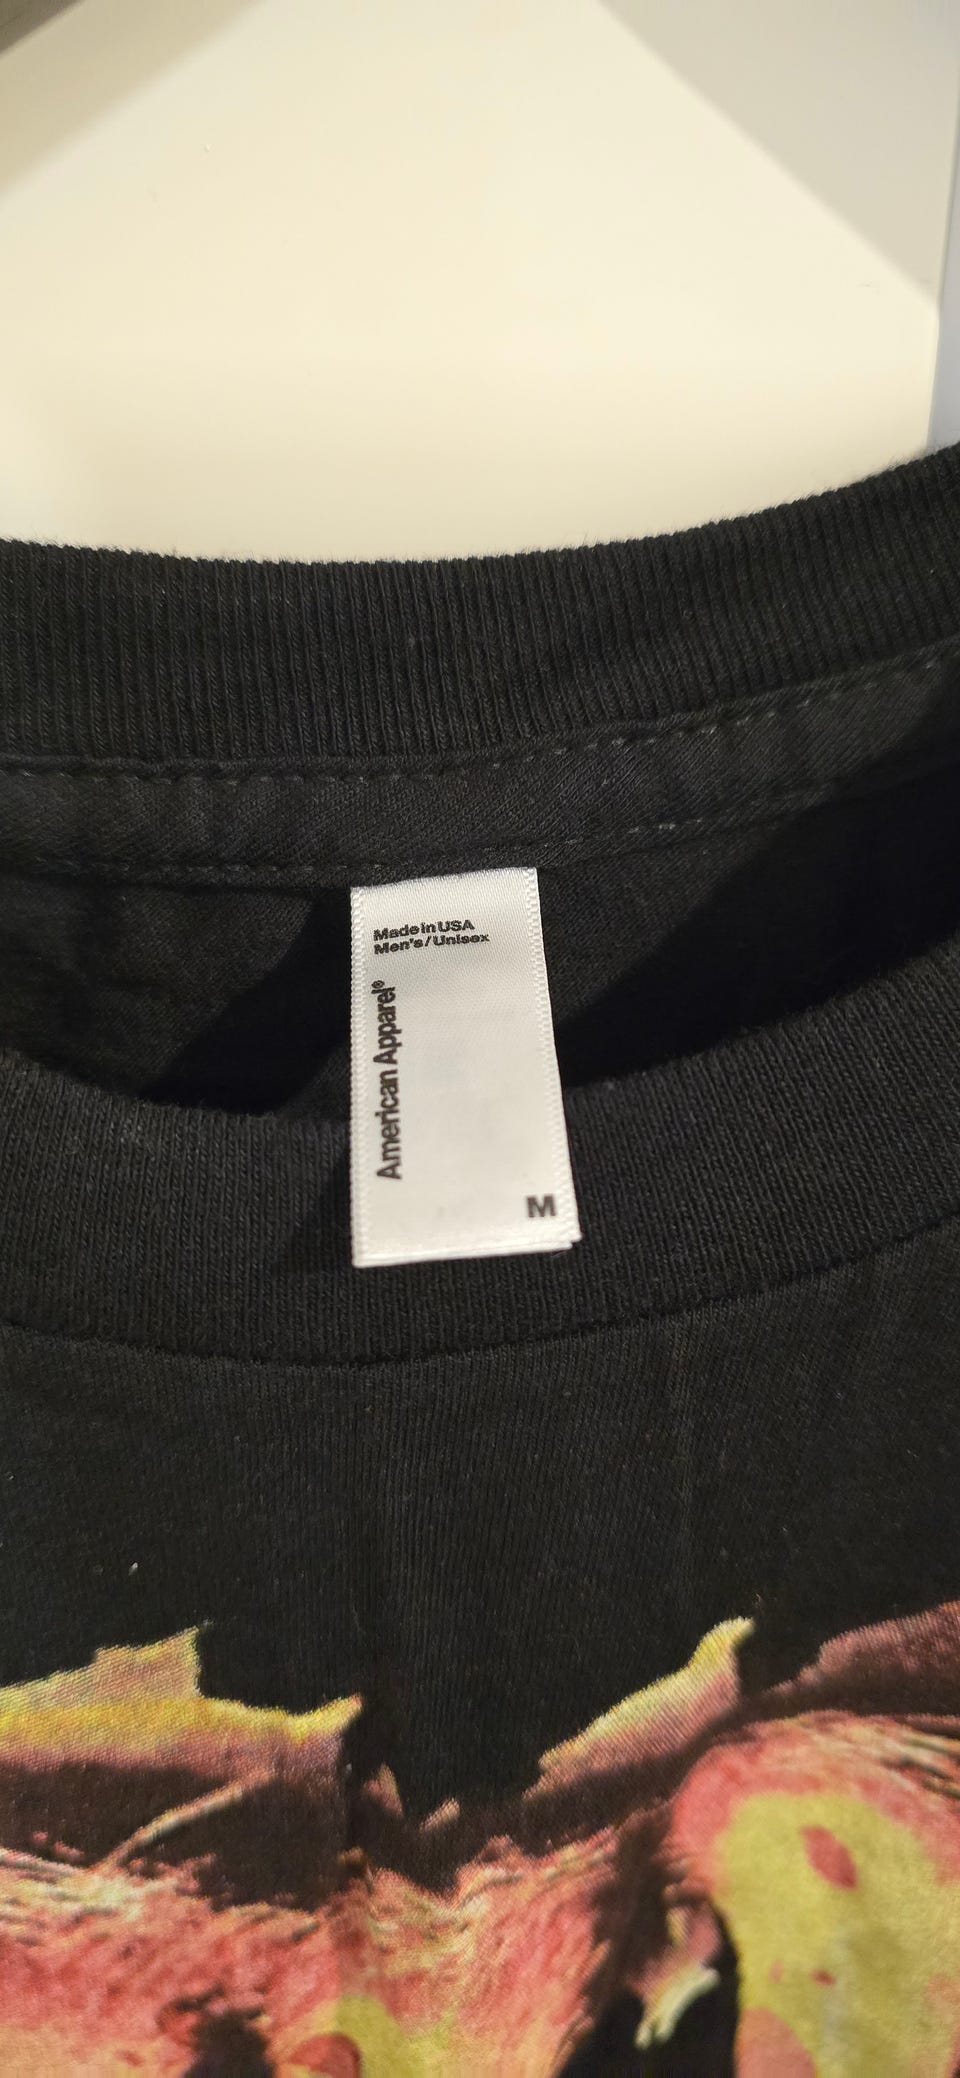 Made in USA
Men's/Unisex
American Apparel®
M